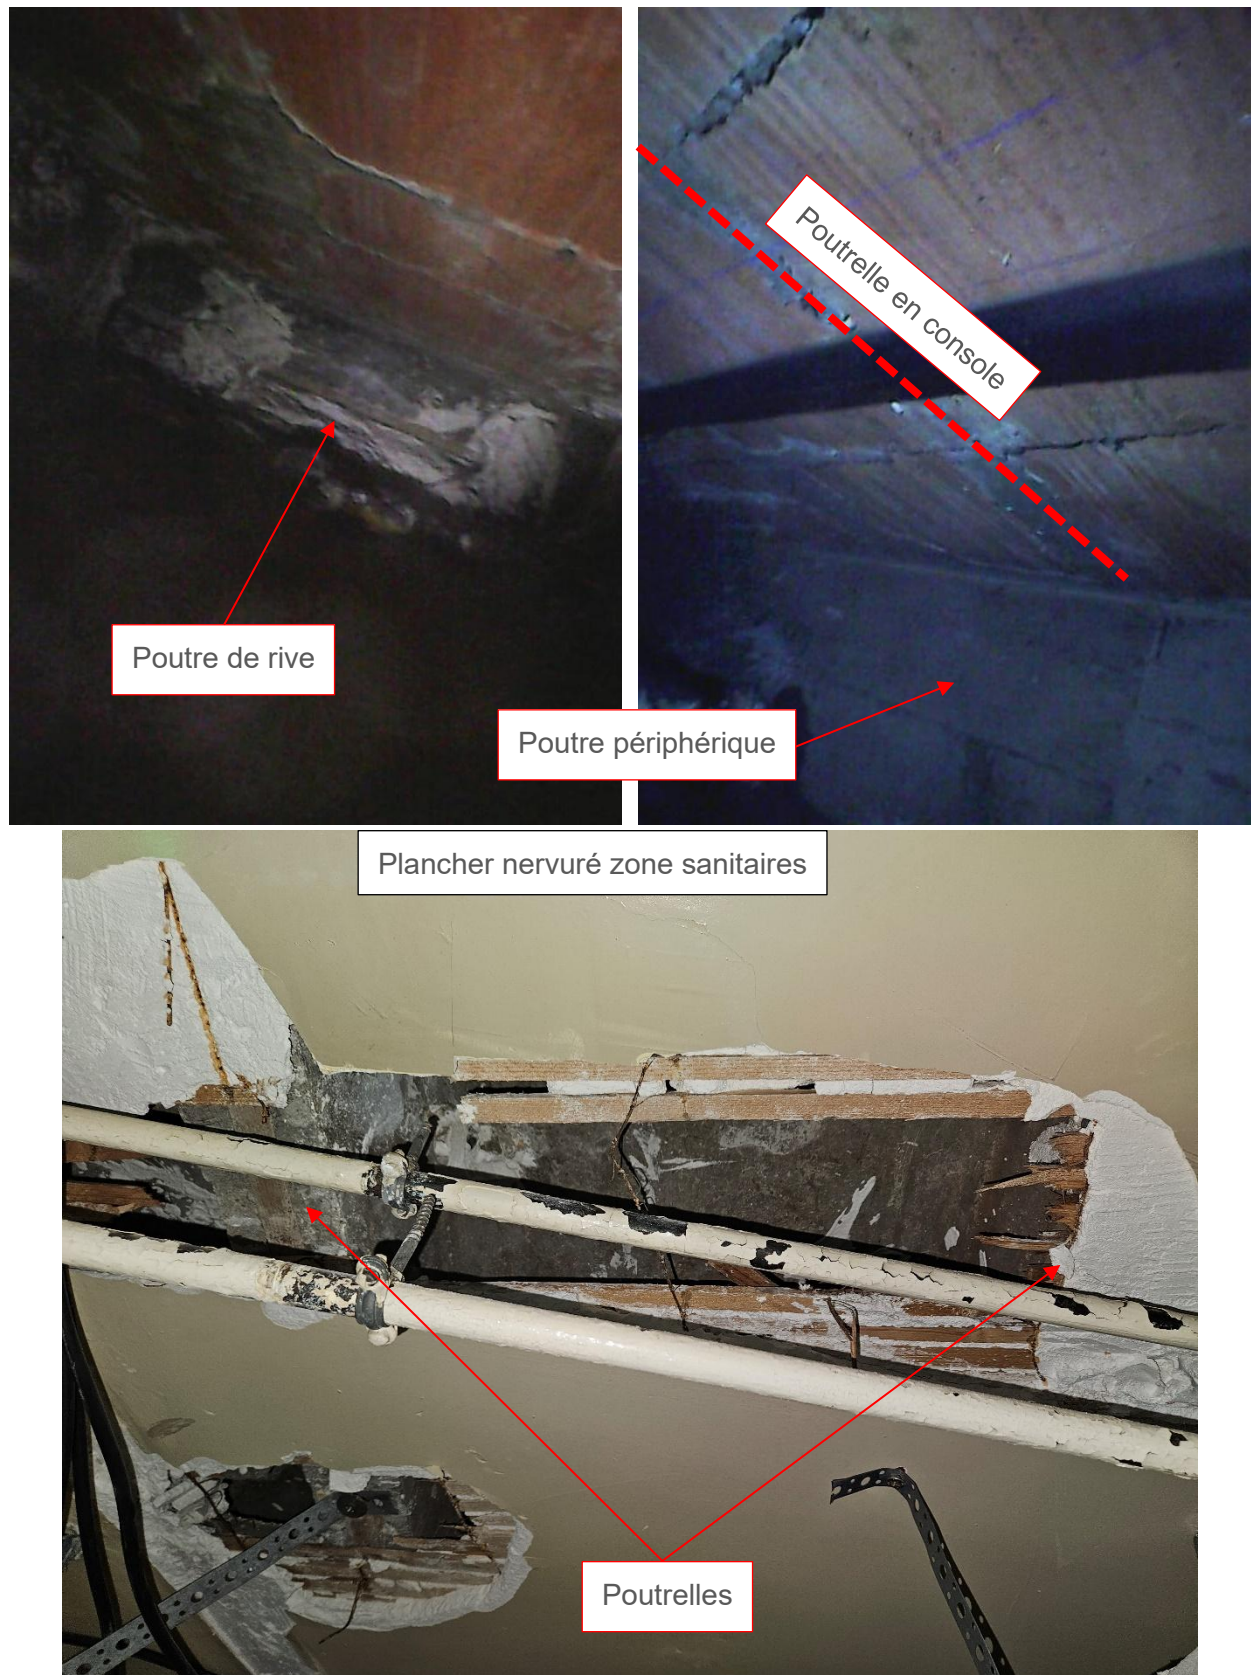 Poutrelle en console
Poutre de rive
Poutre périphérique
Plancher nervuré zone sanitaires
Poutrelles